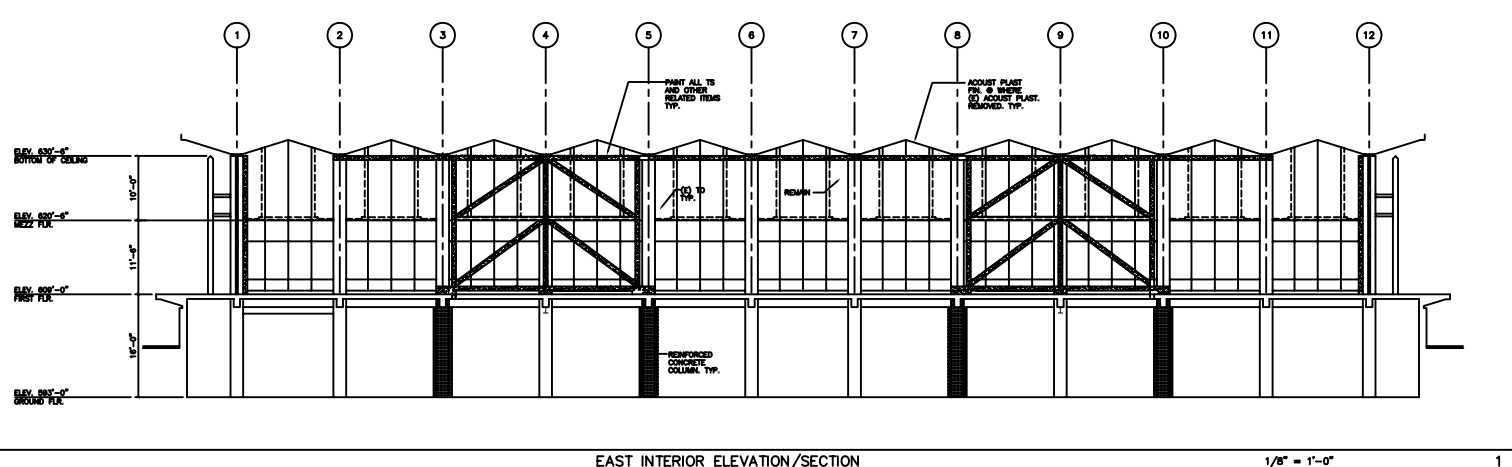 1 2 3 4 5 6 7 8 9 10 11 12
PAINT ALL TS
AND OTHER
RELATED ITEMS
TYP.
ACOUST PLAST
FIN. @ WHERE
(E) ACOUST PLAST.
REMOVED. TYP.
ELEV. 630'-6"
BOTTOM OF CEILING
10'-0"
(E) TO
TYP.
REMAIN
ELEV. 620'-6"
MEZZ FLR.
11'-6"
ELEV. 609'-0"
FIRST FLR.
16'-0"
REINFORCED
CONCRETE
COLUMN. TYP.
ELEV. 593'-0"
GROUND FLR.
EAST INTERIOR ELEVATION/SECTION
1/8" = 1'-0"
1